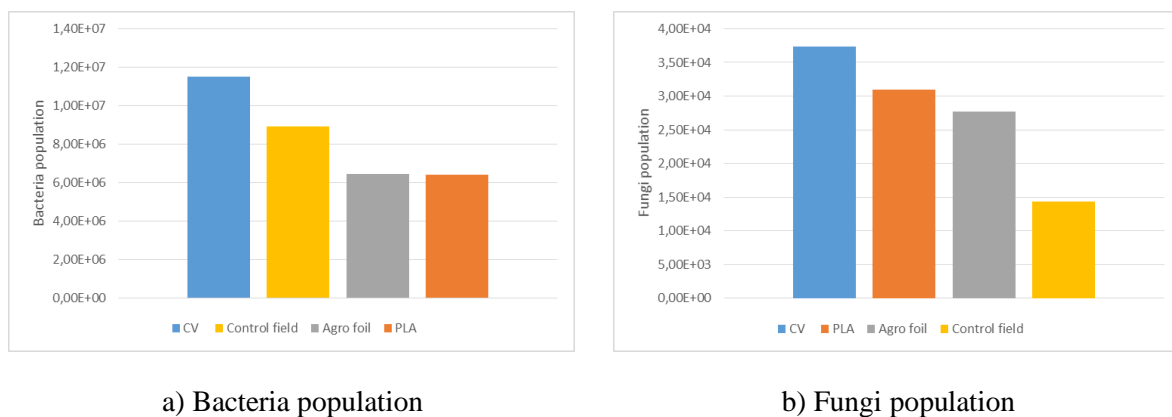 1,40E+07
1,20E+07
1,00E+07
8,00E+06
6,00E+06
4,00E+06
2,00E+06
0,00E+00
Bacteria population
CV Control field Agro foil PLA
4,00E+04
3,50E+04
3,00E+04
2,50E+04
2,00E+04
1,50E+04
1,00E+04
5,00E+03
0,00E+00
Fungi population
CV PLA Agro foil Control field
a) Bacteria population
b) Fungi population